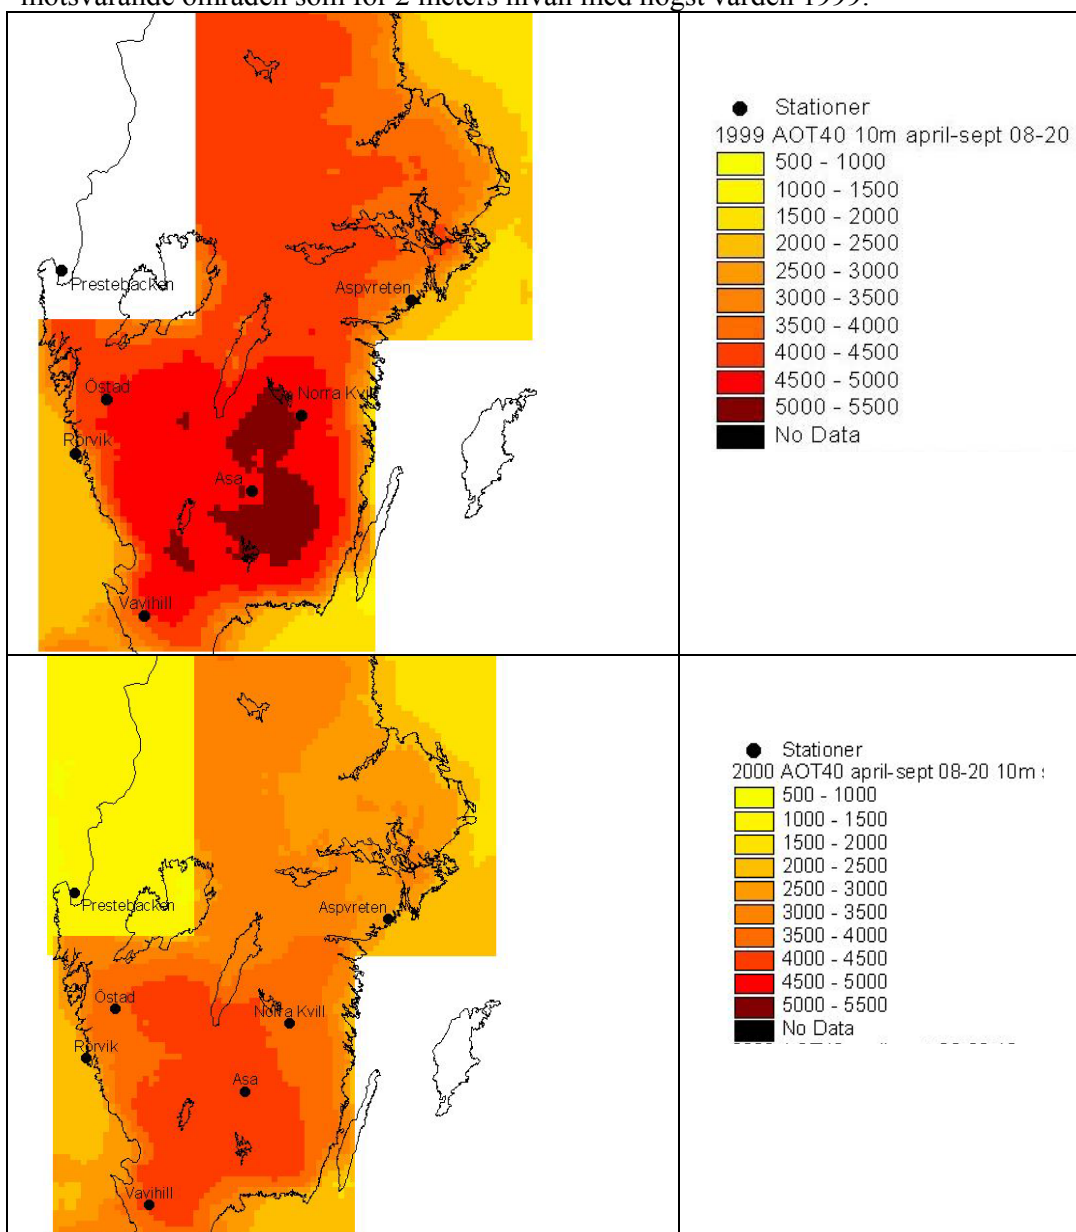 motsvarande områden som för 2 meters nivån med högst värden 1999.
Prestebacken
Aspvreten
Östad
Norra Kvill
Rörvik
Asa
Vavihill
Stationer
1999 AOT40 10m april-sept 08-20
500 - 1000
1000 - 1500
1500 - 2000
2000 - 2500
2500 - 3000
3000 - 3500
3500 - 4000
4000 - 4500
4500 - 5000
5000 - 5500
No Data
Prestebacken
Aspvreten
Östad
Norra Kvill
Rörvik
Asa
Vavihill
Stationer
2000 AOT40 april-sept 08-20 10m s
500 - 1000
1000 - 1500
1500 - 2000
2000 - 2500
2500 - 3000
3000 - 3500
3500 - 4000
4000 - 4500
4500 - 5000
5000 - 5500
No Data